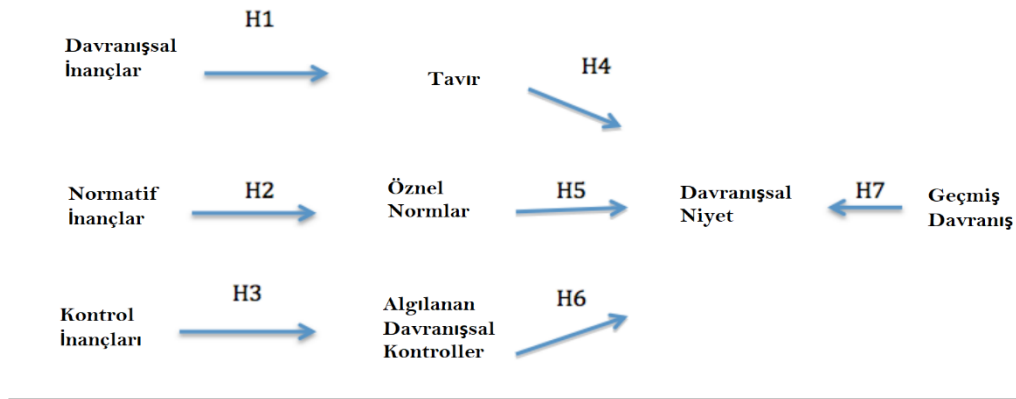 H1
Davranışsal
İnançlar
Tavır
H4
Normatif
İnançlar
H2
Öznel
Normlar
H5
Davranışsal
Niyet
H7
Geçmiş
Davranış
Kontrol
İnançları
H3
Algılanan
Davranışsal
Kontroller
H6